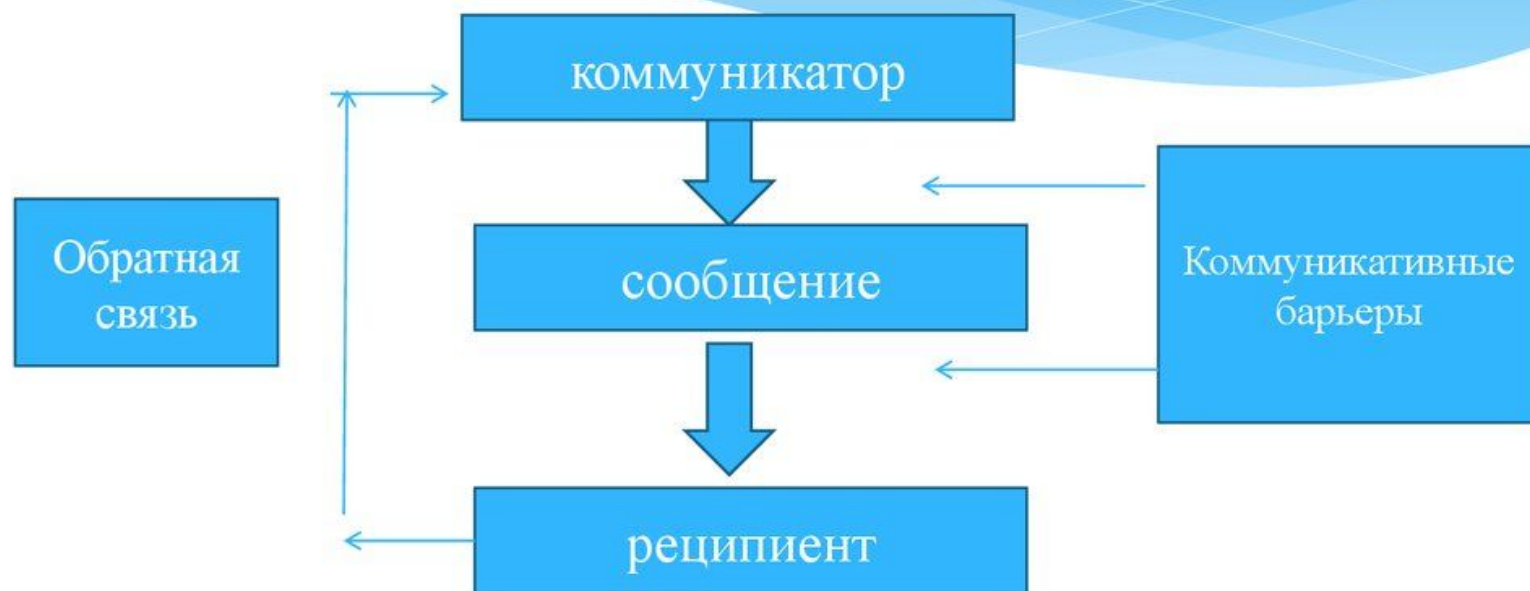 коммуникатор
Обратная
связь
сообщение
Коммуникативные
барьеры
реципиент